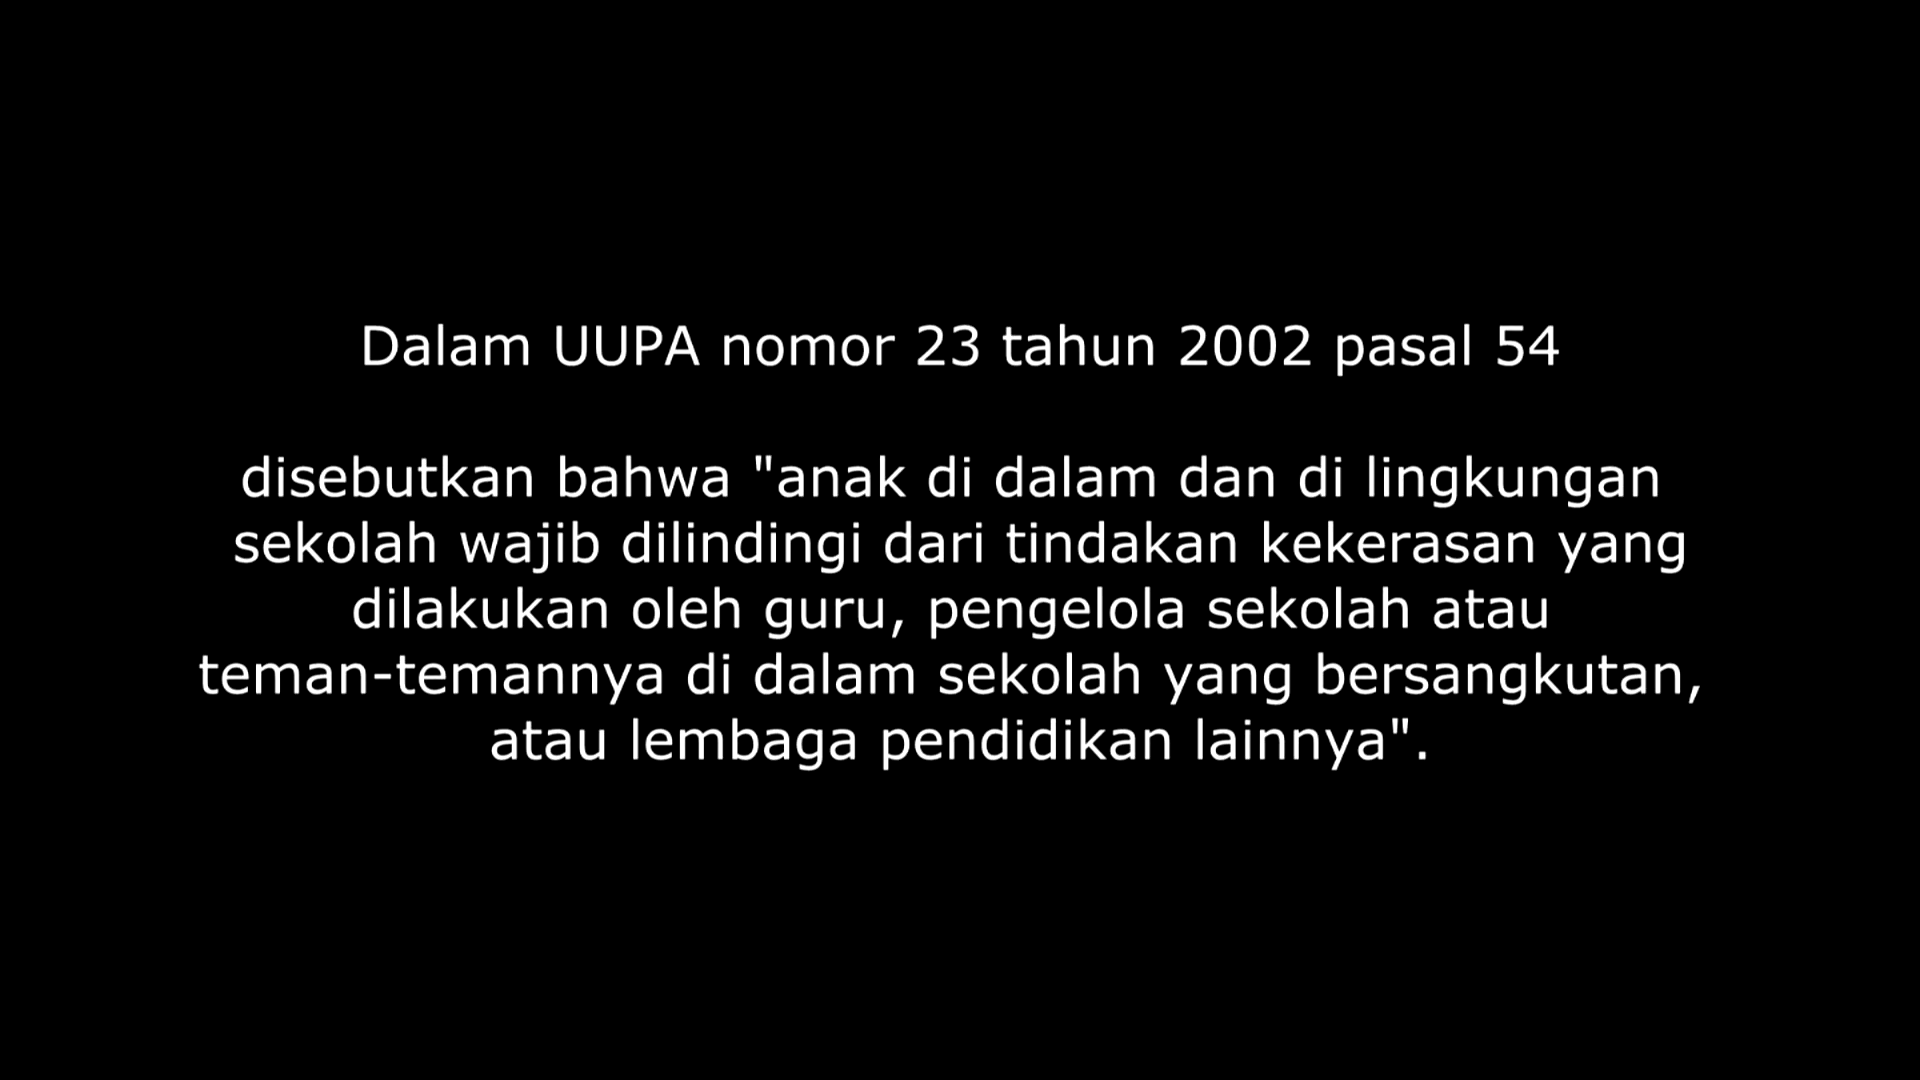 Dalam UUPA nomor 23 tahun 2002 pasal 54
disebutkan bahwa "anak di dalam dan di lingkungan
sekolah wajib dilindingi dari tindakan kekerasan yang
dilakukan oleh guru, pengelola sekolah atau
teman-temannya di dalam sekolah yang bersangkutan,
atau lembaga pendidikan lainnya".